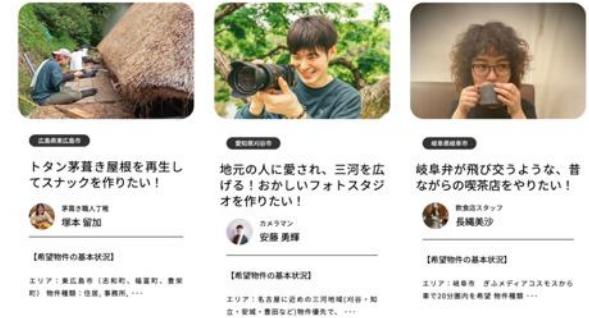 広島県東広島市
トタン茅葺き屋根を再生し
てスナックを作りたい！
茅葺き職人丁稚
塚本 留加
【希望物件の基本状況】
エリア：東広島市（志和町、福富町、豊栄
町） 物件種類：住居, 事務所, ･･･
愛知県刈谷市
地元の人に愛され、三河を広
げる！おかしいフォトスタジ
オを作りたい！
カメラマン
安藤 勇輝
【希望物件の基本状況】
エリア：名古屋に近めの三河地域(刈谷・知
立・安城・豊田など)物件優先で、 ･･･
岐阜県岐阜市
岐阜弁が飛び交うような、昔
ながらの喫茶店をやりたい！
飲食店スタッフ
長縄美沙
【希望物件の基本状況】
エリア：岐阜市　ぎふメディアコスモスから
車で20分圏内を希望 物件種類 ･･･